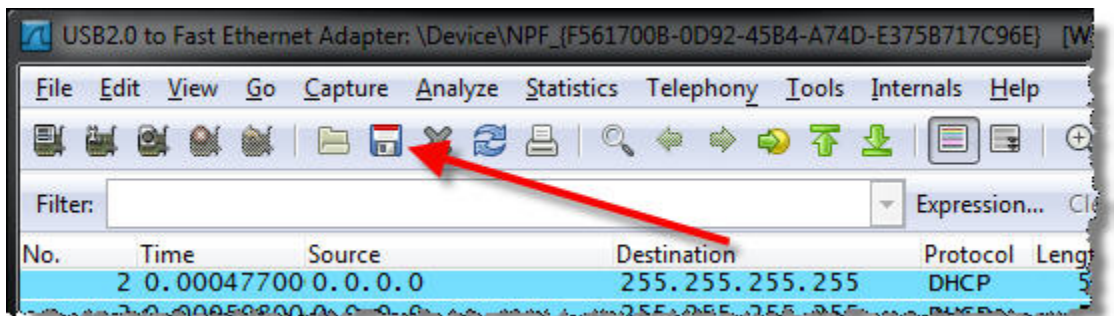 USB2.0 to Fast Ethernet Adapter: \Device\NPF_{F561700B-0D92-45B4-A74D-E375B717C96E} [W
File Edit View Go Capture Analyze Statistics Telephony Tools Internals Help
Filter: Expression...
No. Time Source Destination Protocol Leng
2 0.00047700 0.0.0.0 255.255.255.255 DHCP 5